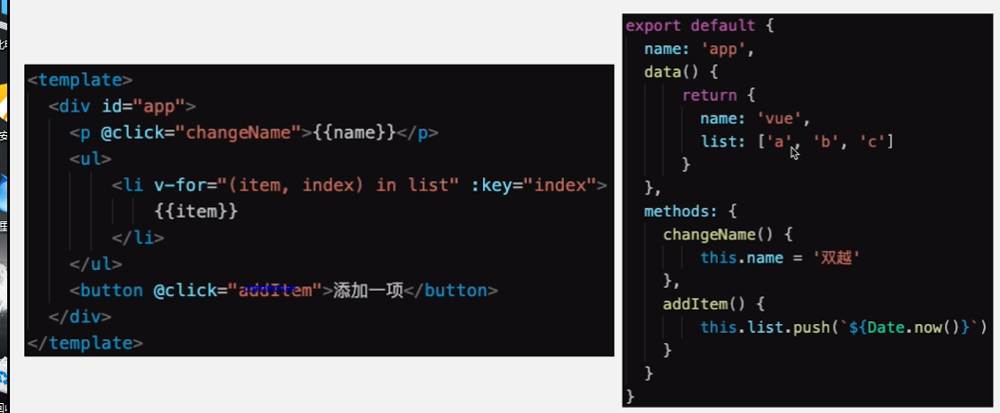 <template>
<div id="app">
<p @click="changeName">{{name}}</p>
<ul>
<li v-for="(item, index) in list" :key="index">
{{item}}
</li>
</ul>
<button @click="addItem">添加一项</button>
</div>
</template>
export default {
name: 'app',
data() {
return {
name: 'vue',
list: ['a', 'b', 'c']
}
},
methods: {
changeName() {
this.name = '双越'
},
addItem() {
this.list.push(`${Date.now()}`)
}
}
}